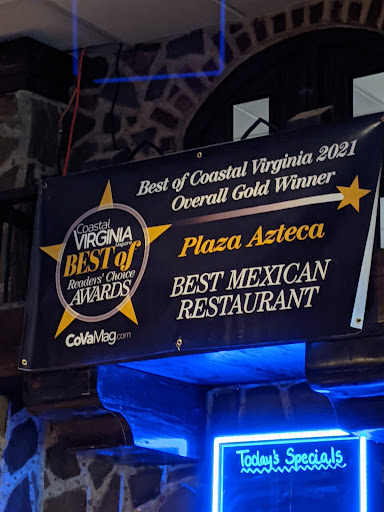 Best of Coastal Virginia 2021
Overall Gold Winner
Coastal
VIRGINIA
Magazine
BEST of
Readers' Choice
AWARDS
CoVaMag.com
Plaza Azteca
BEST MEXICAN
RESTAURANT
Today's Specials